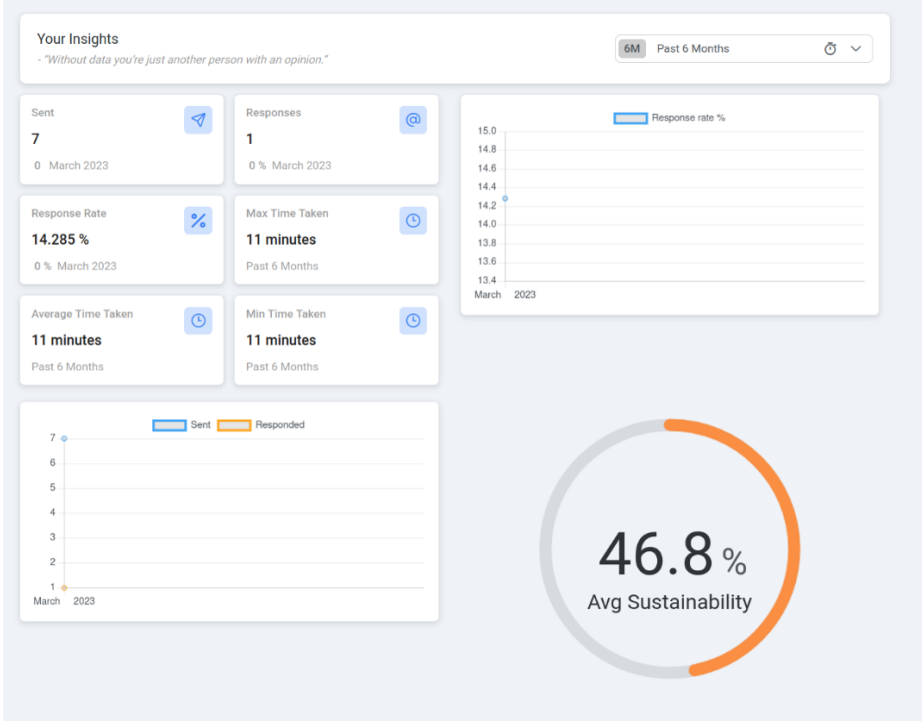 Your Insights
- "Without data you're just another person with an opinion."
6M Past 6 Months
Sent
7
0 March 2023
Responses
1
0 % March 2023
Response Rate
14.285 %
0 % March 2023
Max Time Taken
11 minutes
Past 6 Months
Average Time Taken
11 minutes
Past 6 Months
Min Time Taken
11 minutes
Past 6 Months
Response rate %
15.0
14.8
14.6
14.4
14.2
14.0
13.8
13.6
13.4
March 2023
Sent Responded
7
6
5
4
3
2
1
March 2023
46.8 %
Avg Sustainability